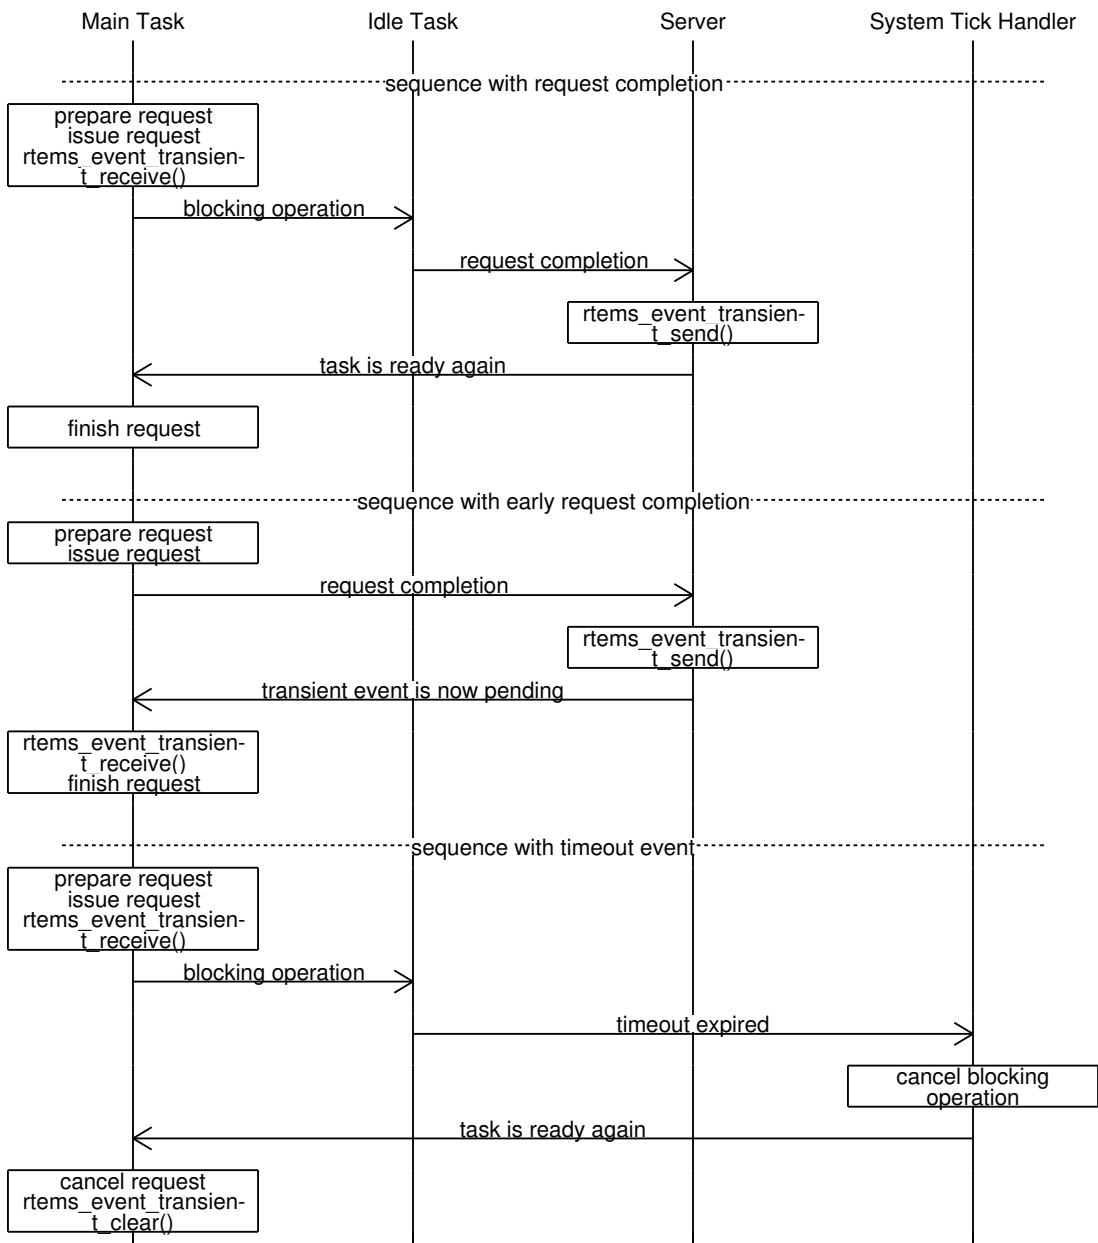 Main Task
Idle Task
Server
System Tick Handler
sequence with request completion
prepare request
issue request
rtems_event_transien-
t_receive()
blocking operation
request completion
rtems_event_transien-
t_send()
task is ready again
finish request
sequence with early request completion
prepare request
issue request
request completion
rtems_event_transien-
t_send()
transient event is now pending
rtems_event_transien-
t_receive()
finish request
sequence with timeout event
prepare request
issue request
rtems_event_transien-
t_receive()
blocking operation
timeout expired
cancel blocking
operation
task is ready again
cancel request
rtems_event_transien-
t_clear()